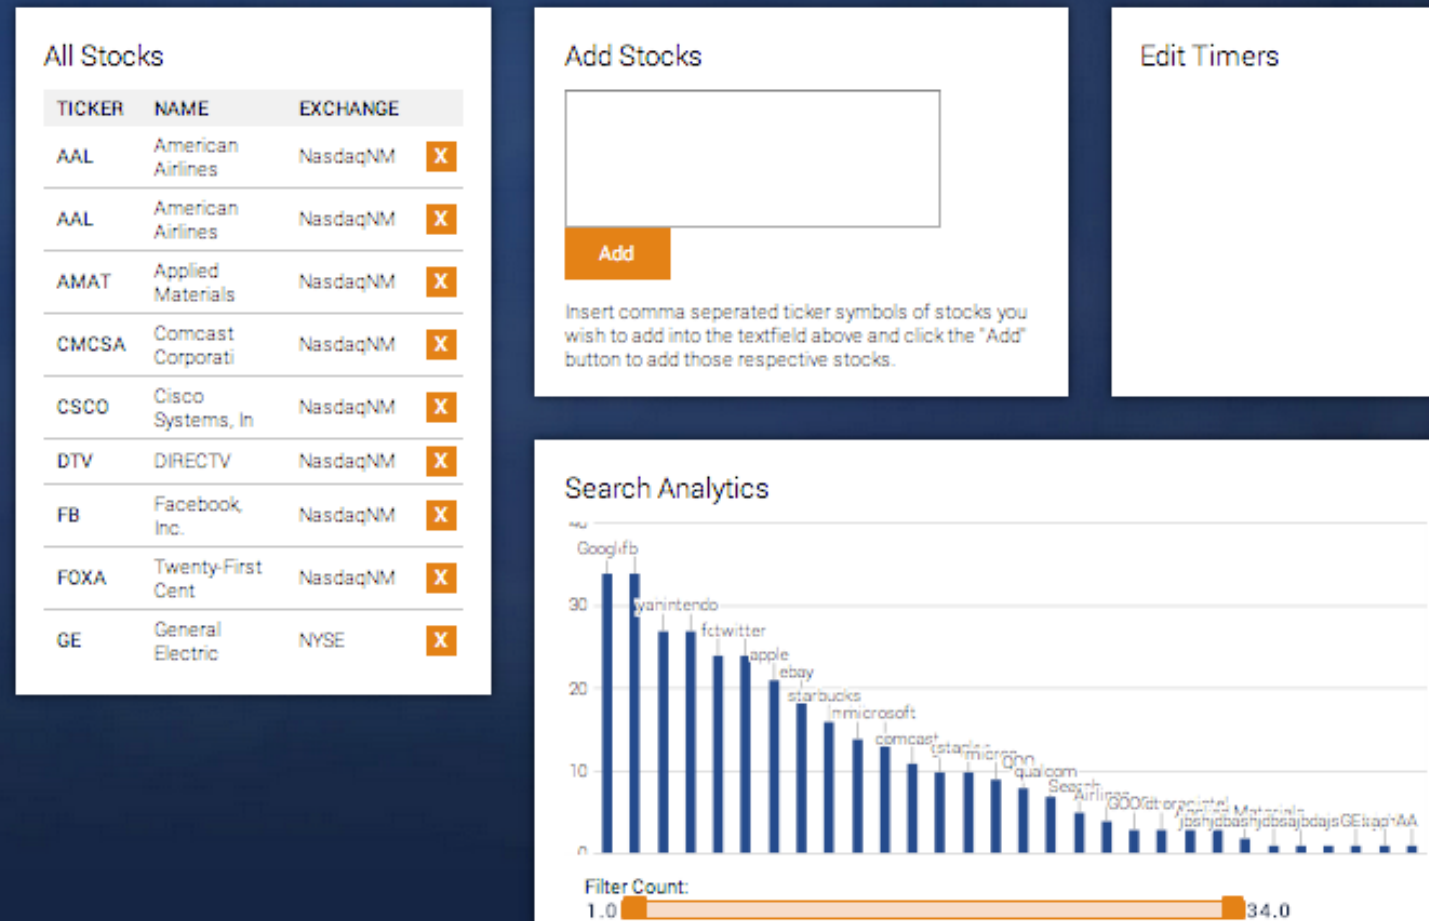 All Stocks
TICKER NAME EXCHANGE
AAL American Airlines NasdaqNM X
AAL American Airlines NasdaqNM X
AMAT Applied Materials NasdaqNM X
CMCSA Comcast Corporati NasdaqNM X
CSCO Cisco Systems, In NasdaqNM X
DTV DIRECTV NasdaqNM X
FB Facebook, Inc. NasdaqNM X
FOXA Twenty-First Cent NasdaqNM X
GE General Electric NYSE X
Add Stocks
Add
Insert comma seperated ticker symbols of stocks you
wish to add into the textfield above and click the "Add"
button to add those respective stocks.
Edit Timers
Search Analytics
fb
30
nintendo
twitter
apple
ebay
20
starbucks
microsoft
comcast
10
qualcom
Airlines
Materials
AA
0
Filter Count:
1.0 34.0